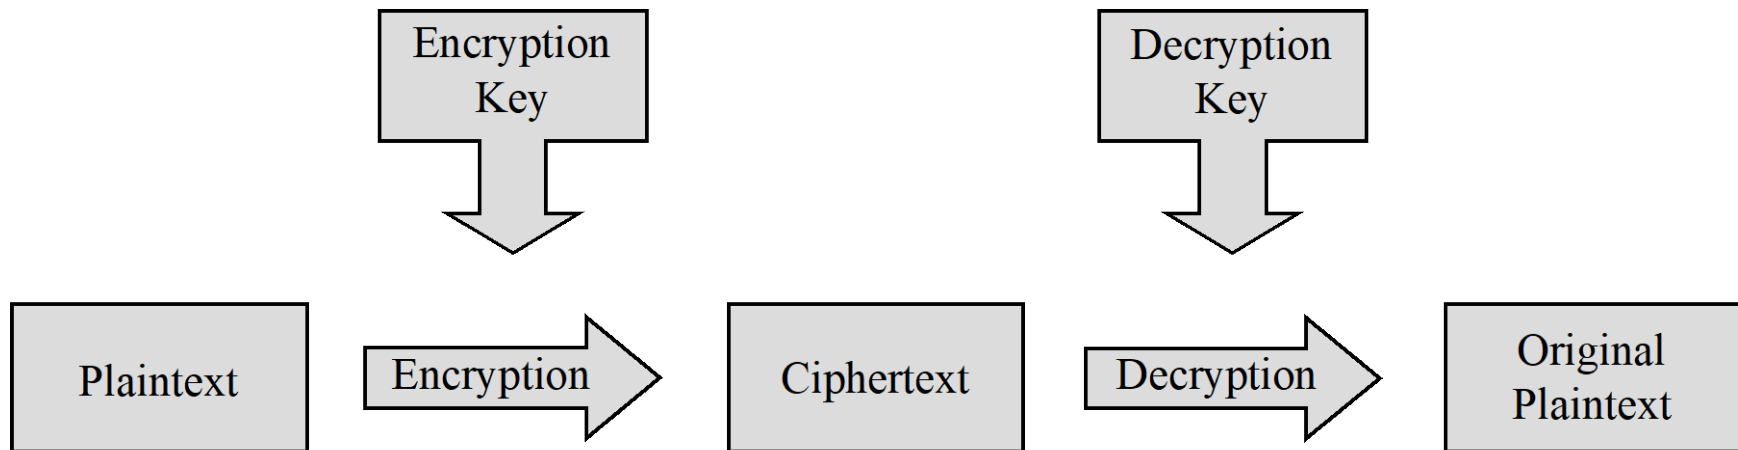 Encryption
Key
Decryption
Key
Plaintext
Encryption
Ciphertext
Decryption
Original
Plaintext